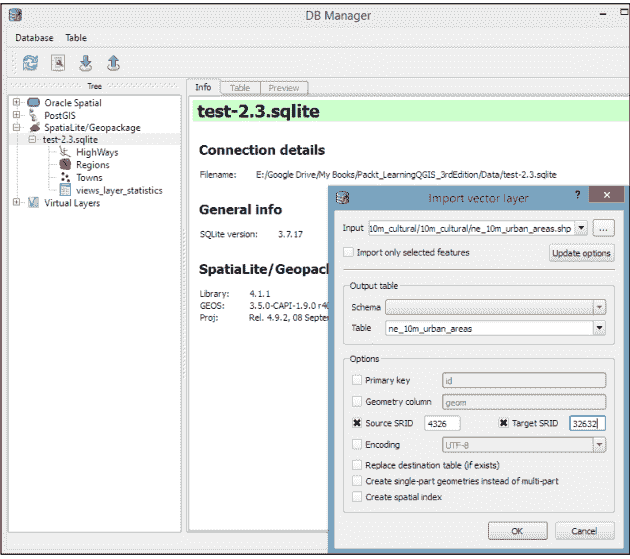 DB Manager
Database Table
Tree
Oracle Spatial
PostGIS
SpatiaLite/Geopackage
test-2.3.sqlite
HighWays
Regions
Towns
views_layer_statistics
Virtual Layers
Info Table Preview
test-2.3.sqlite
Connection details
Filename: E:/Google Drive/My Books/Packt_LearningQGIS_3rdEdition/Data/test-2.3.sqlite
General info
SQLite version: 3.7.17
SpatiaLite/Geopacl
Library: 4.1.1
GEOS: 3.5.0-CAPI-1.9.0
Proj: Rel. 4.9.2, 08 Septer
Import vector layer ? ×
Input 10m_cultural/10m_cultural/ne_10m_urban_areas.shp ...
Import only selected features Update options
Output table
Schema
Table ne_10m_urban_areas
Options
Primary key id
Geometry column geom
Source SRID 4326 Target SRID 32632
Encoding UTF-8
Replace destination table (if exists)
Create single-part geometries instead of multi-part
Create spatial index
OK Cancel